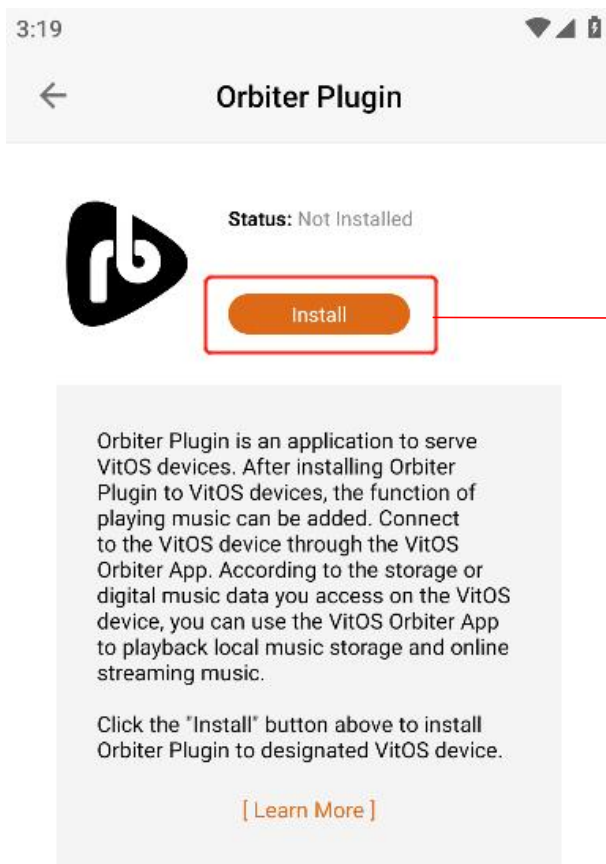 3:19
Orbiter Plugin
Status: Not Installed
Install
Orbiter Plugin is an application to serve
VitOS devices. After installing Orbiter
Plugin to VitOS devices, the function of
playing music can be added. Connect
to the VitOS device through the VitOS
Orbiter App. According to the storage or
digital music data you access on the VitOS
device, you can use the VitOS Orbiter App
to playback local music storage and online
streaming music.
Click the "Install" button above to install
Orbiter Plugin to designated VitOS device.
[ Learn More ]